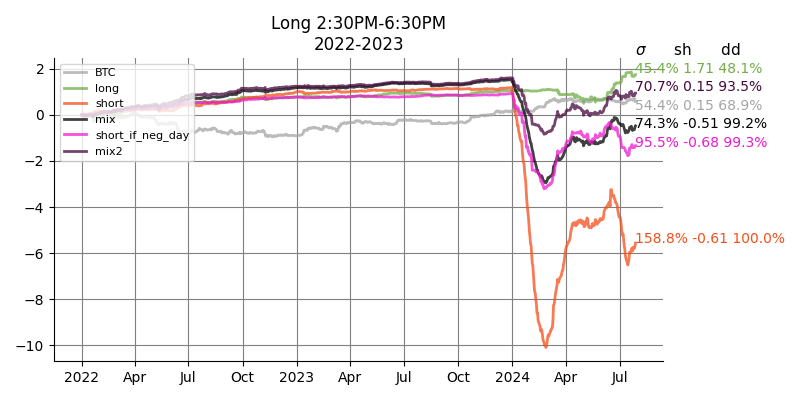 Long 2:30PM-6:30PM
2022-2023
σ sh dd
45.4% 1.71 48.1%
70.7% 0.15 93.5%
54.4% 0.15 68.9%
74.3% -0.51 99.2%
95.5% -0.68 99.3%
158.8% -0.61 100.0%
BTC
long
short
mix
short_if_neg_day
mix2
2
0
−2
−4
−6
−8
−10
2022 Apr Jul Oct 2023 Apr Jul Oct 2024 Apr Jul